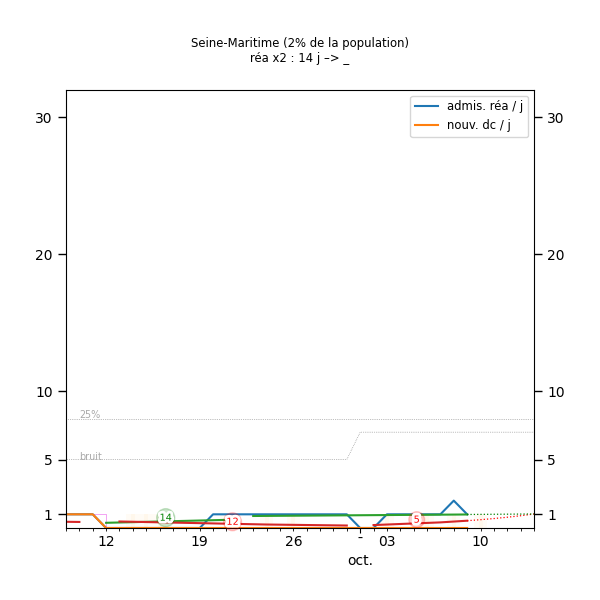 Seine-Maritime (2% de la population)
réa x2 : 14 j –> _
admis. réa / j
nouv. dc / j
30 30
20 20
10 10
25%
5 5
bruit
1 1
14 12 5
12 19 26 - 03 10
oct.